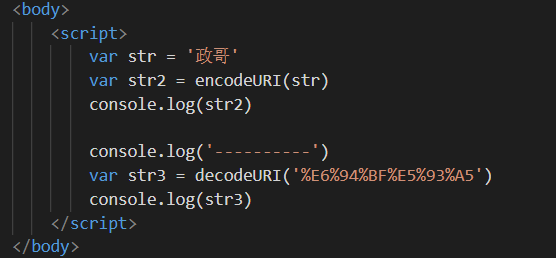 <body>
<script>
var str = '政哥'
var str2 = encodeURI(str)
console.log(str2)
console.log('----------')
var str3 = decodeURI('%E6%94%BF%E5%93%A5')
console.log(str3)
</script>
</body>